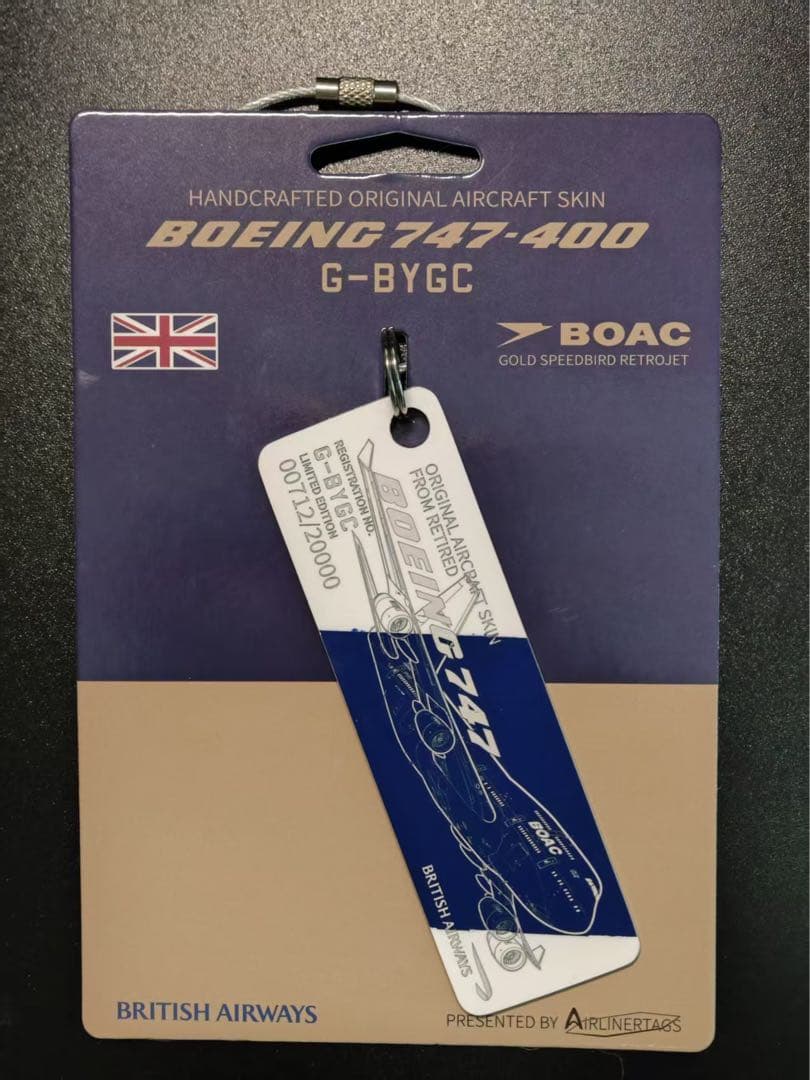 HANDCRAFTED ORIGINAL AIRCRAFT SKIN
BOEING 747-400
G-BYGC
BOAC
GOLD SPEEDBIRD RETROJET
REGISTRATION NO.
G-BYGC
LIMITED EDITION
00712/20000
ORIGINAL AIRCRAFT SKIN
FROM RETIRED
BOEING 747
BOAC
BRITISH AIRWAYS
BRITISH AIRWAYS
PRESENTED BY AIRLINERTAGS